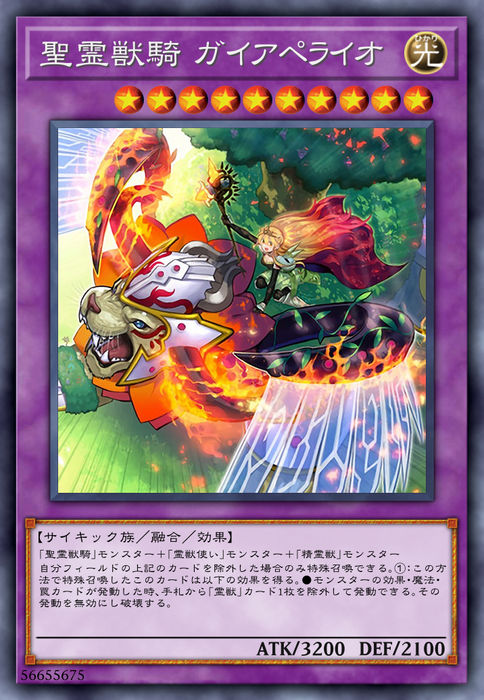 聖霊獣騎 ガイアペライオ
ひかり
光
【サイキック族／融合／効果】
「聖霊獣騎」モンスター＋「霊獣使い」モンスター＋「精霊獣」モンスター
自分フィールドの上記のカードを除外した場合のみ特殊召喚できる。①：この方
法で特殊召喚したこのカードは以下の効果を得る。●モンスターの効果・魔法・
罠カードが発動した時、手札から「霊獣」カード1枚を除外して発動できる。その
発動を無効にし破壊する。
ATK/3200 DEF/2100
56655675